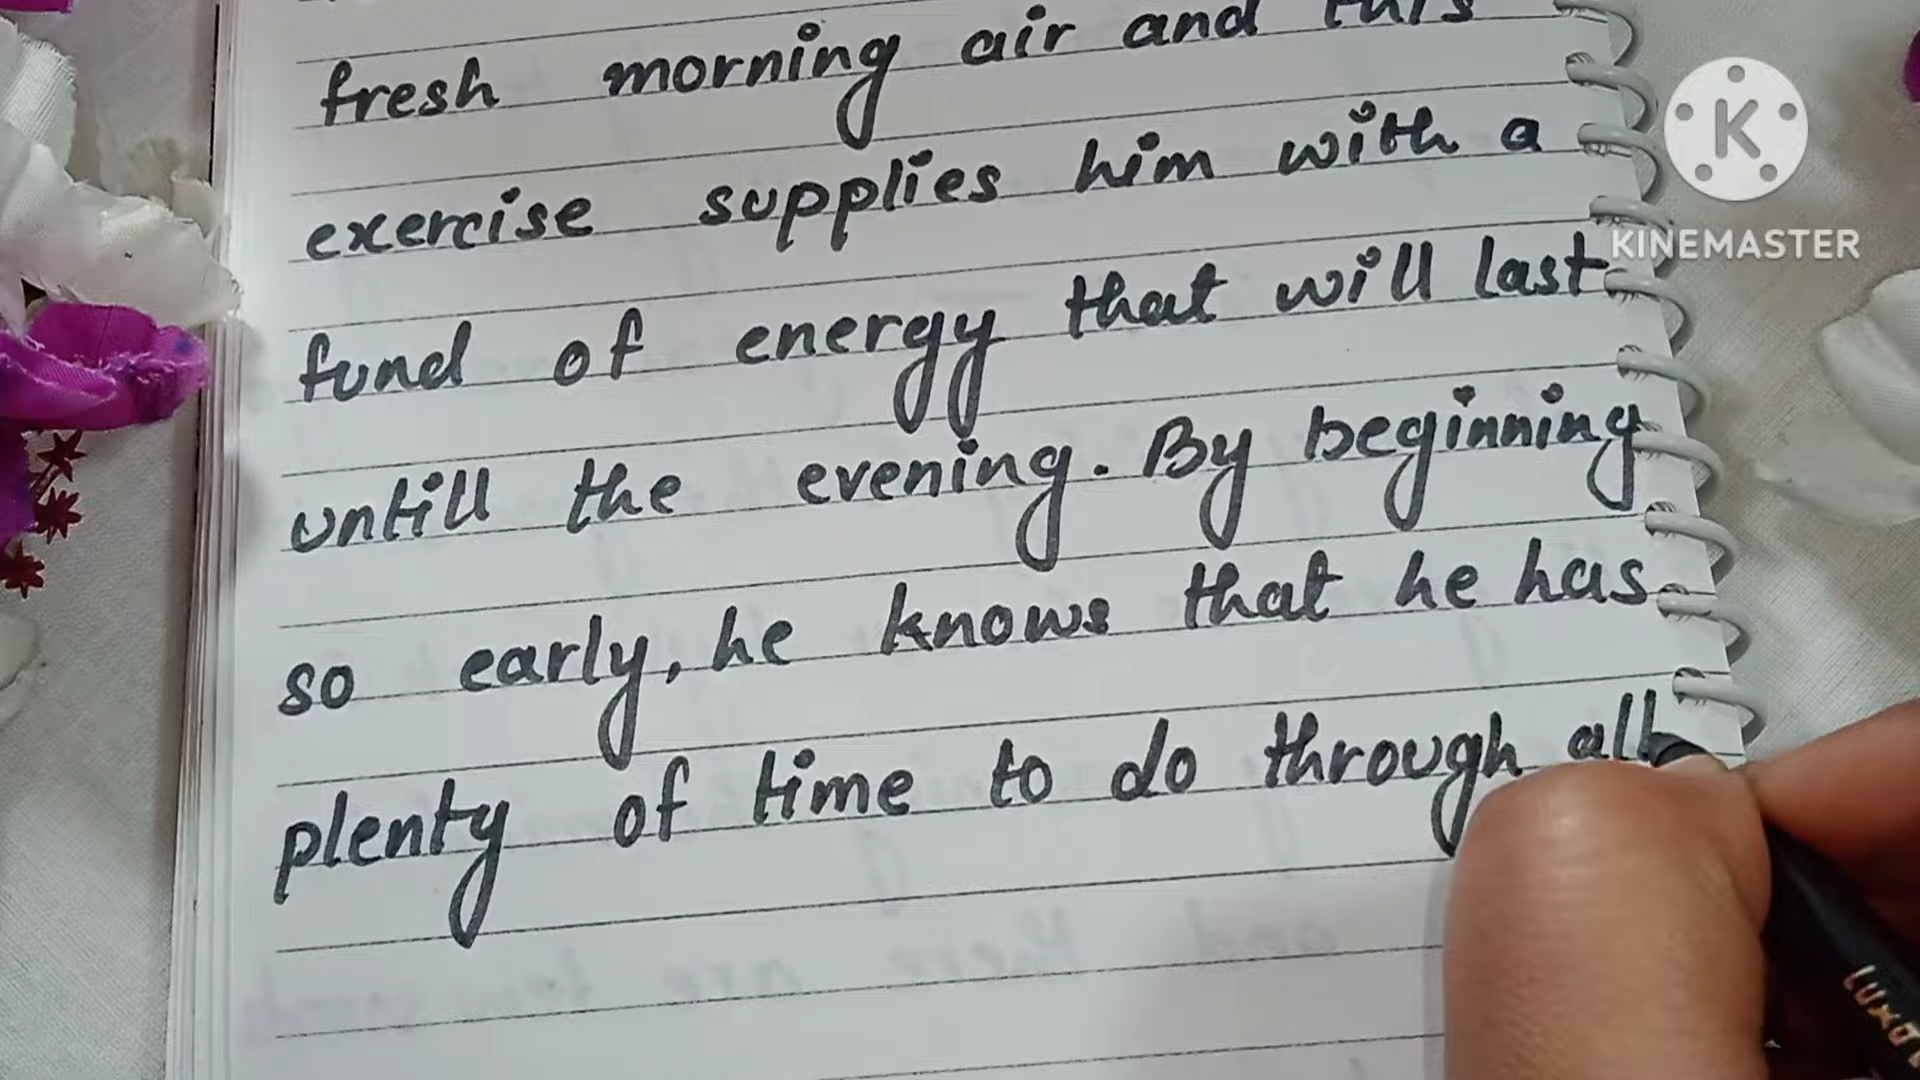 fresh morning air and this
exercise supplies him with a
fund of energy that will last
untill the evening. By beginning
so early, he knows that he has
plenty of time to do through all
K
KINEMASTER